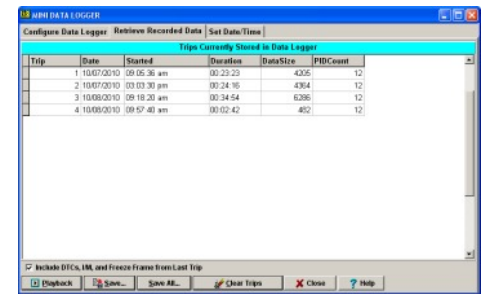 MINI DATA LOGGER
Configure Data Logger Retrieve Recorded Data Set Date/Time
Trips Currently Stored in Data Logger
Trip Date Started Duration DataSize PIDCount
1 10/07/2010 09:05:36 am 00:23:23 4205 12
2 10/07/2010 03:03:30 pm 00:24:16 4364 12
3 10/08/2010 09:18:20 am 00:34:54 6286 12
4 10/08/2010 09:57:40 am 00:02:42 482 12
Include DTCs, I/M, and Freeze Frame from Last Trip
Playback Save... Save All... Clear Trips Close Help